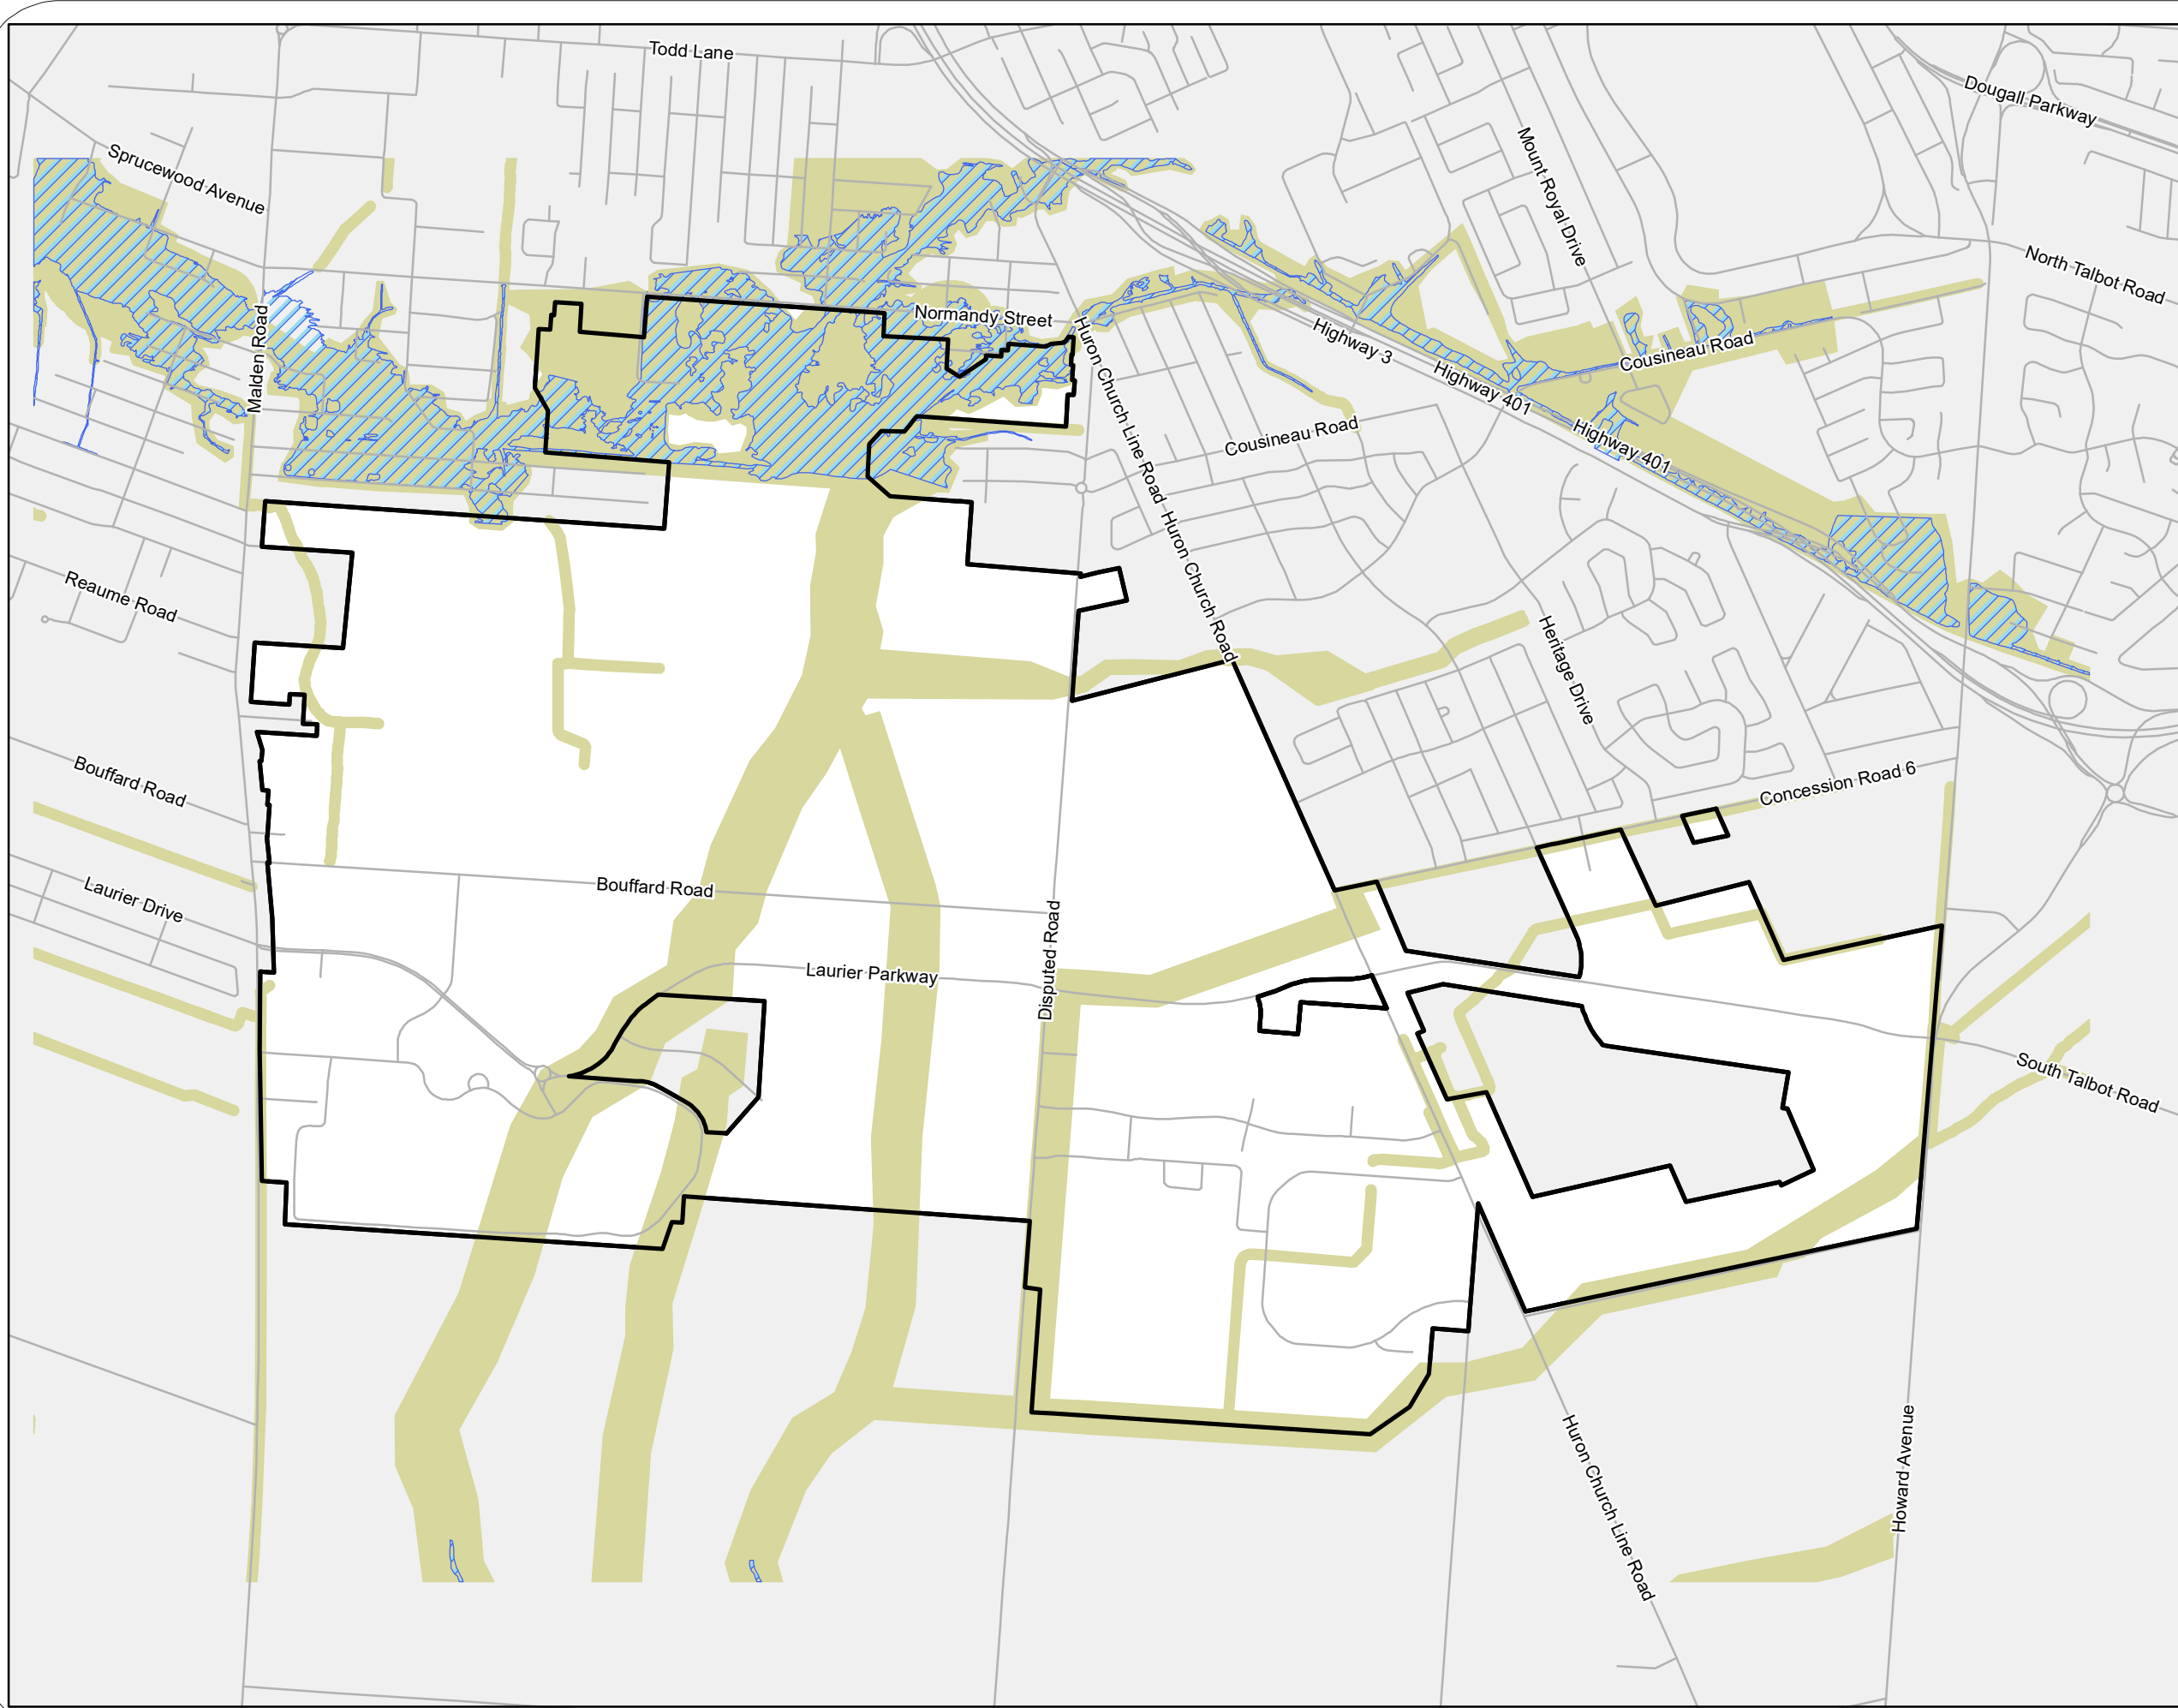 Todd Lane
Dougall Parkway
Sprucewood Avenue
Mount Royal Drive
North Talbot Road
Normandy Street
Malden Road
Huron Church Line Road
Highway 3
Cousineau Road
Highway 401
Cousineau Road
Highway 401
Huron Church Road
Reaume Road
Heritage Drive
Bouffard Road
Concession Road 6
Laurier Drive
Bouffard Road
Disputed Road
Laurier Parkway
South Talbot Road
Huron Church Line Road
Howard Avenue